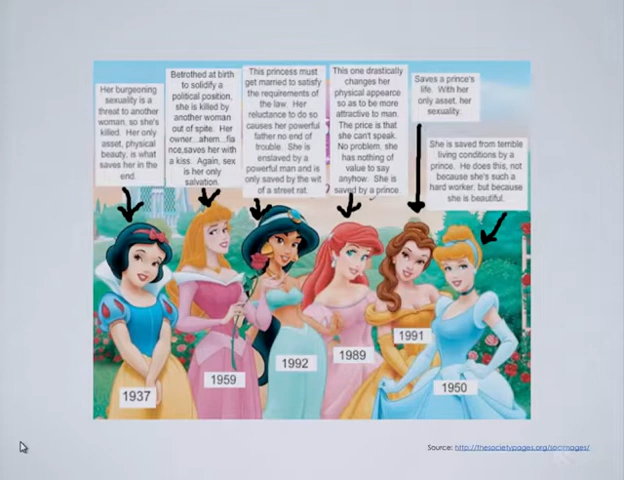 Her burgeoning
sexuality is a
threat to another
woman, so she's
killed. Her only
asset, physical
beauty, is what
saves her in the
end.
Betrothed at birth
to solidify a
political position,
she is killed by
another woman
out of spite. Her
owner...ahem...fia
nce,saves her with
a kiss. Again, sex
is her only
salvation.
This princess must
get married to satisfy
the requirements of
the law. Her
reluctance to do so
causes her powerful
father no end of
trouble. She is
enslaved by a
powerful man and is
only saved by the wit
of a street rat.
This one drastically
changes her
physical appearce
so as to be more
attractive to man.
The price is that
she can't speak.
No problem, she
has nothing of
value to say
anyhow. She is
saved by a prince.
Saves a prince's
life. With her
only asset, her
sexuality.
She is saved from terrible
living conditions by a
prince. He does this, not
because she's such a
hard worker, but because
she is beautiful.
1937
1959
1992
1989
1991
1950
Source: http://thesocietypages.org/socimages/